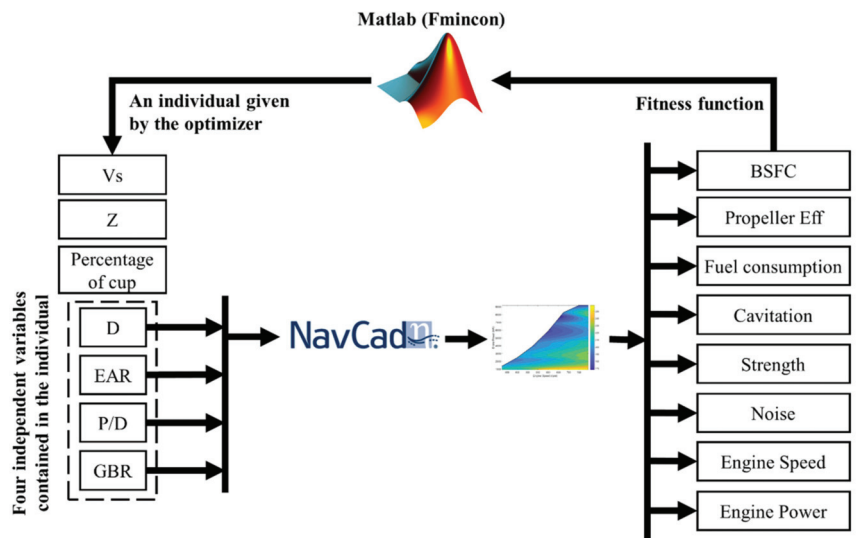 Matlab (Fmincon)
An individual given
by the optimizer
Fitness function
Vs
Z
Percentage
of cup
D
EAR
P/D
GBR
Four independent variables
contained in the individual
NavCad
BSFC
Propeller Eff
Fuel consumption
Cavitation
Strength
Noise
Engine Speed
Engine Power